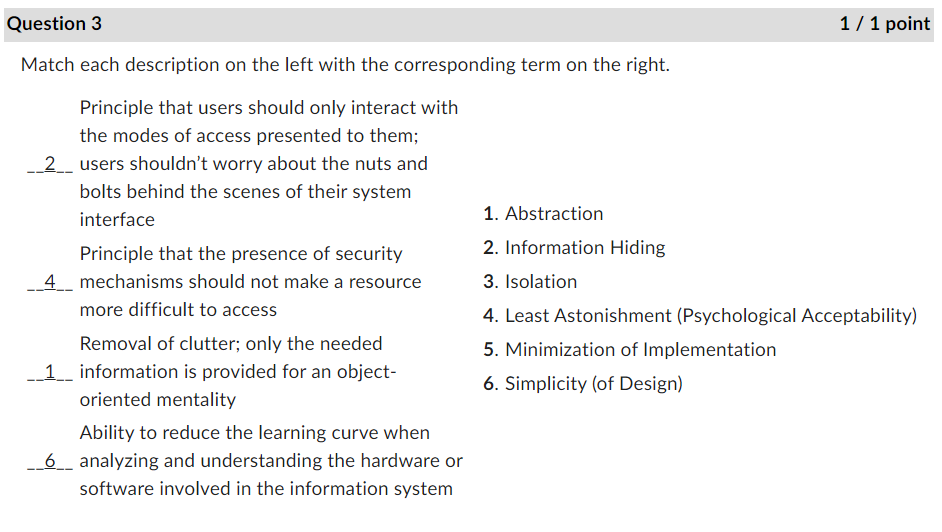 Question 3 1 / 1 point
Match each description on the left with the corresponding term on the right.
Principle that users should only interact with
the modes of access presented to them;
__2__ users shouldn’t worry about the nuts and
bolts behind the scenes of their system
interface
Principle that the presence of security
__4__ mechanisms should not make a resource
more difficult to access
Removal of clutter; only the needed
__1__ information is provided for an object-
oriented mentality
Ability to reduce the learning curve when
__6__ analyzing and understanding the hardware or
software involved in the information system
1. Abstraction
2. Information Hiding
3. Isolation
4. Least Astonishment (Psychological Acceptability)
5. Minimization of Implementation
6. Simplicity (of Design)